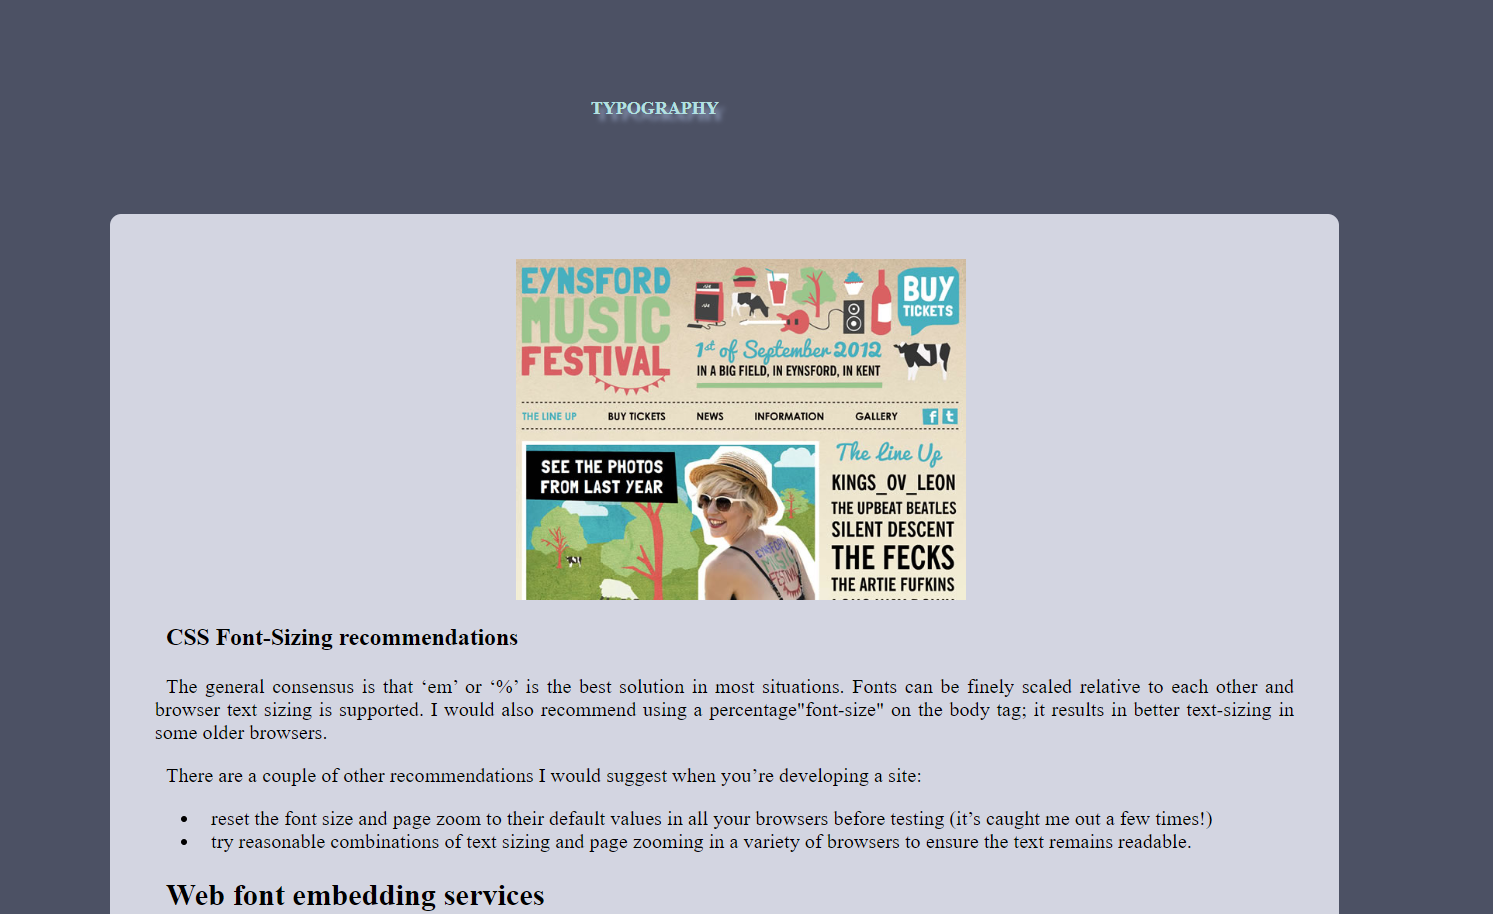 TYPOGRAPHY
EYNSFORD
MUSIC
FESTIVAL
BUY
TICKETS
1st of September 2012
IN A BIG FIELD, IN EYNSFORD, IN KENT
THE LINE UP BUY TICKETS NEWS INFORMATION GALLERY f t
SEE THE PHOTOS
FROM LAST YEAR
EYNSFORD
MUSIC
FESTIVAL
The Line Up
KINGS_OV_LEON
THE UPBEAT BEATLES
SILENT DESCENT
THE FECKS
THE ARTIE FUFKINS
CSS Font-Sizing recommendations
The general consensus is that ‘em’ or ‘%’ is the best solution in most situations. Fonts can be finely scaled relative to each other and
browser text sizing is supported. I would also recommend using a percentage"font-size" on the body tag; it results in better text-sizing in
some older browsers.
There are a couple of other recommendations I would suggest when you’re developing a site:
• reset the font size and page zoom to their default values in all your browsers before testing (it’s caught me out a few times!)
• try reasonable combinations of text sizing and page zooming in a variety of browsers to ensure the text remains readable.
Web font embedding services